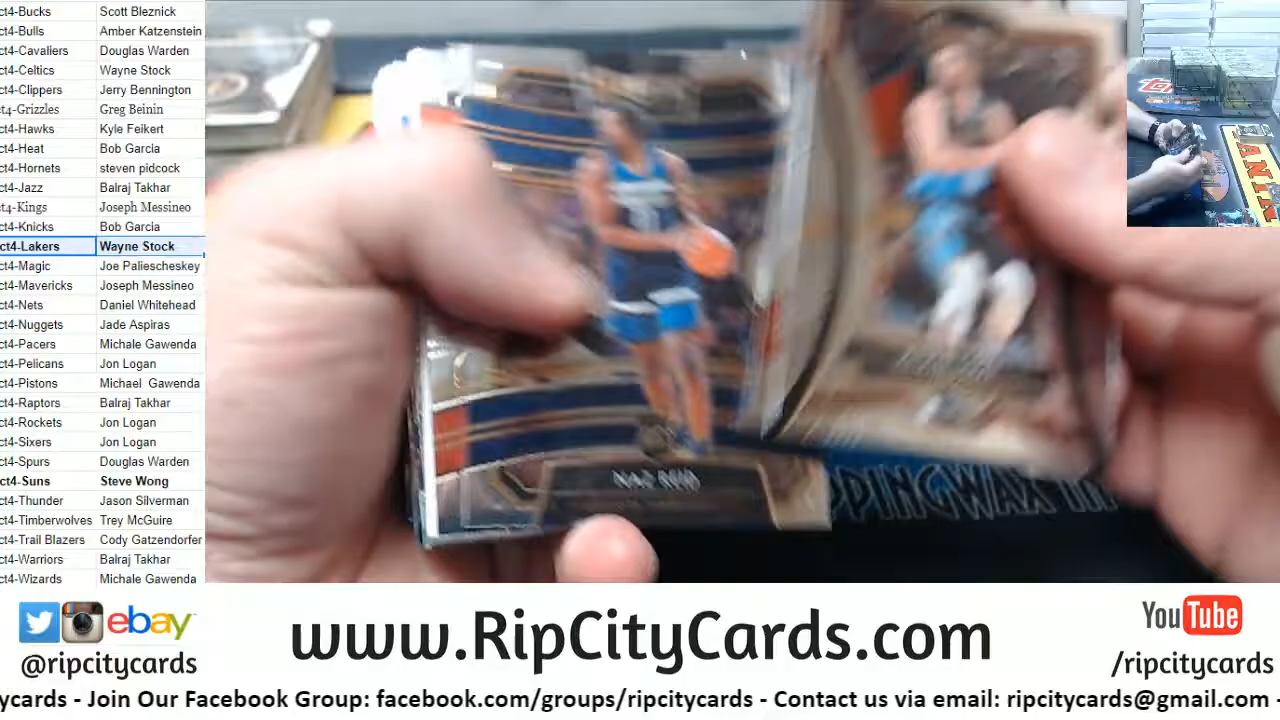 ct4-Bucks Scott Bleznick
ct4-Bulls Amber Katzenstein
ct4-Cavaliers Douglas Warden
ct4-Celtics Wayne Stock
ct4-Clippers Jerry Bennington
ct4-Grizzles Greg Beinin
ct4-Hawks Kyle Feikert
ct4-Heat Bob Garcia
ct4-Hornets steven pidcock
ct4-Jazz Balraj Takhar
ct4-Kings Joseph Messineo
ct4-Knicks Bob Garcia
ct4-Lakers Wayne Stock
ct4-Magic Joe Paliescheskey
ct4-Mavericks Joseph Messineo
ct4-Nets Daniel Whitehead
ct4-Nuggets Jade Aspiras
ct4-Pacers Michale Gawenda
ct4-Pelicans Jon Logan
ct4-Pistons Michael Gawenda
ct4-Raptors Balraj Takhar
ct4-Rockets Jon Logan
ct4-Sixers Jon Logan
ct4-Spurs Douglas Warden
ct4-Suns Steve Wong
ct4-Thunder Jason Silverman
ct4-Timberwolves Trey McGuire
ct4-Trail Blazers Cody Gatzendorfer
ct4-Warriors Balraj Takhar
ct4-Wizards Michale Gawenda
NAZ REID
PPINGWAX
ebay
@ripcitycards
www.RipCityCards.com
YouTube
/ripcitycards
ycards - Join Our Facebook Group: facebook.com/groups/ripcitycards - Contact us via email: ripcitycards@gmail.com -